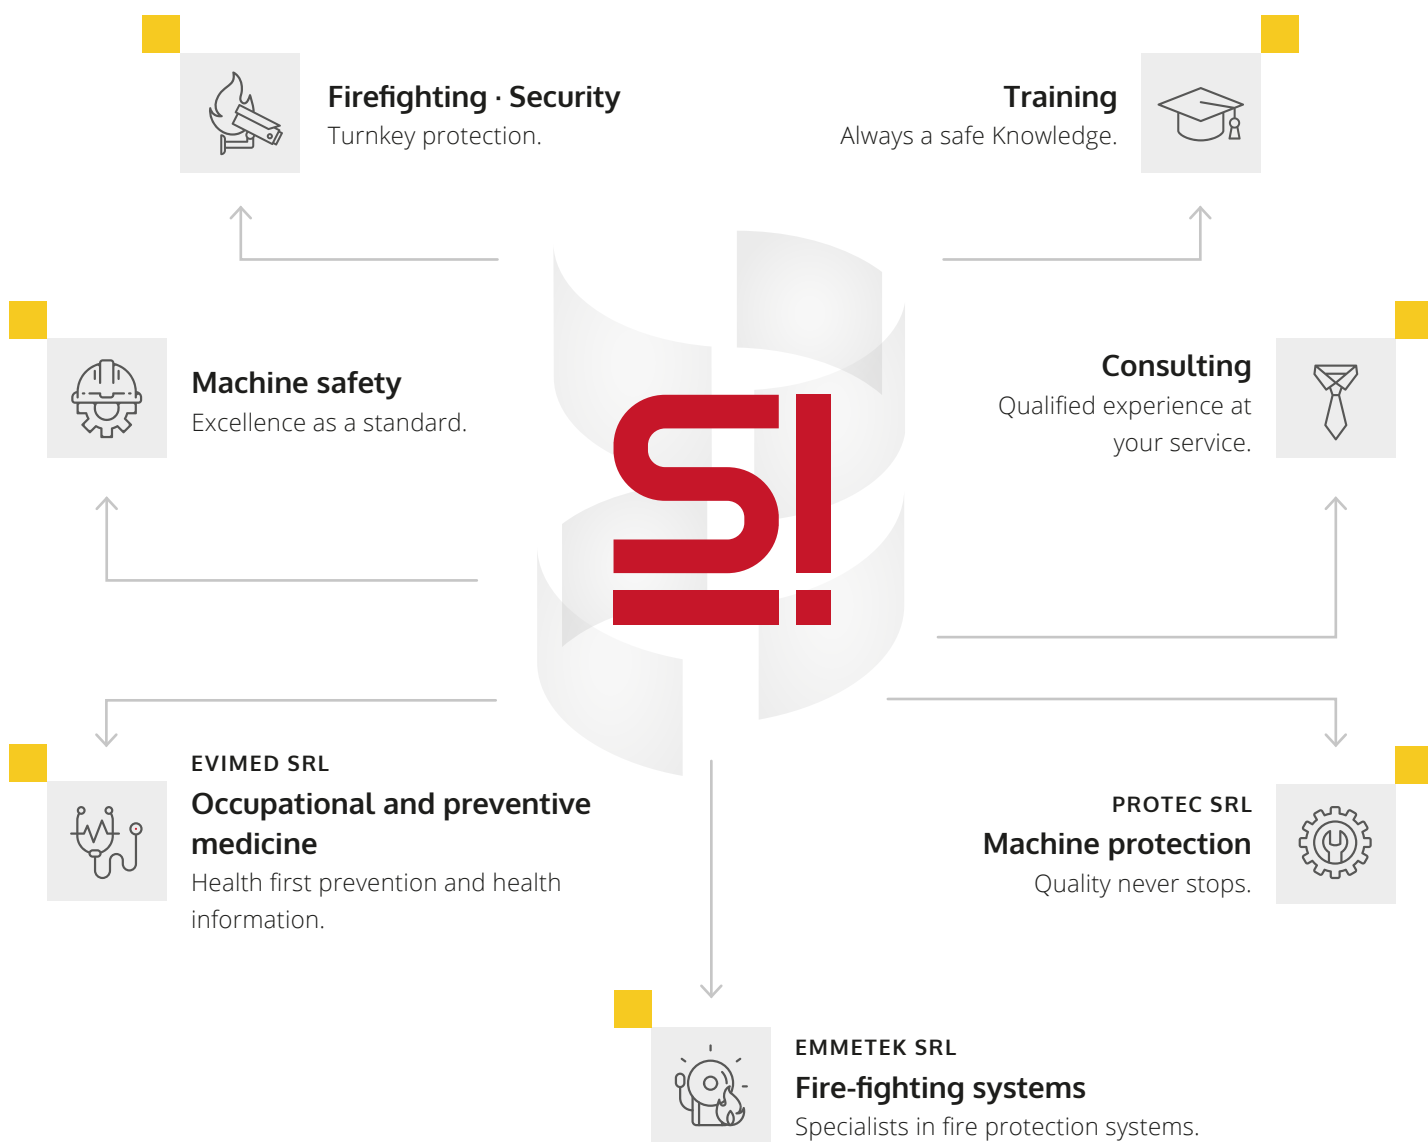 Firefighting · Security
Turnkey protection.
Training
Always a safe Knowledge.
Machine safety
Excellence as a standard.
Consulting
Qualified experience at
your service.
SI
EVIMED SRL
Occupational and preventive
medicine
Health first prevention and health
information.
PROTEC SRL
Machine protection
Quality never stops.
EMMETEK SRL
Fire-fighting systems
Specialists in fire protection systems.